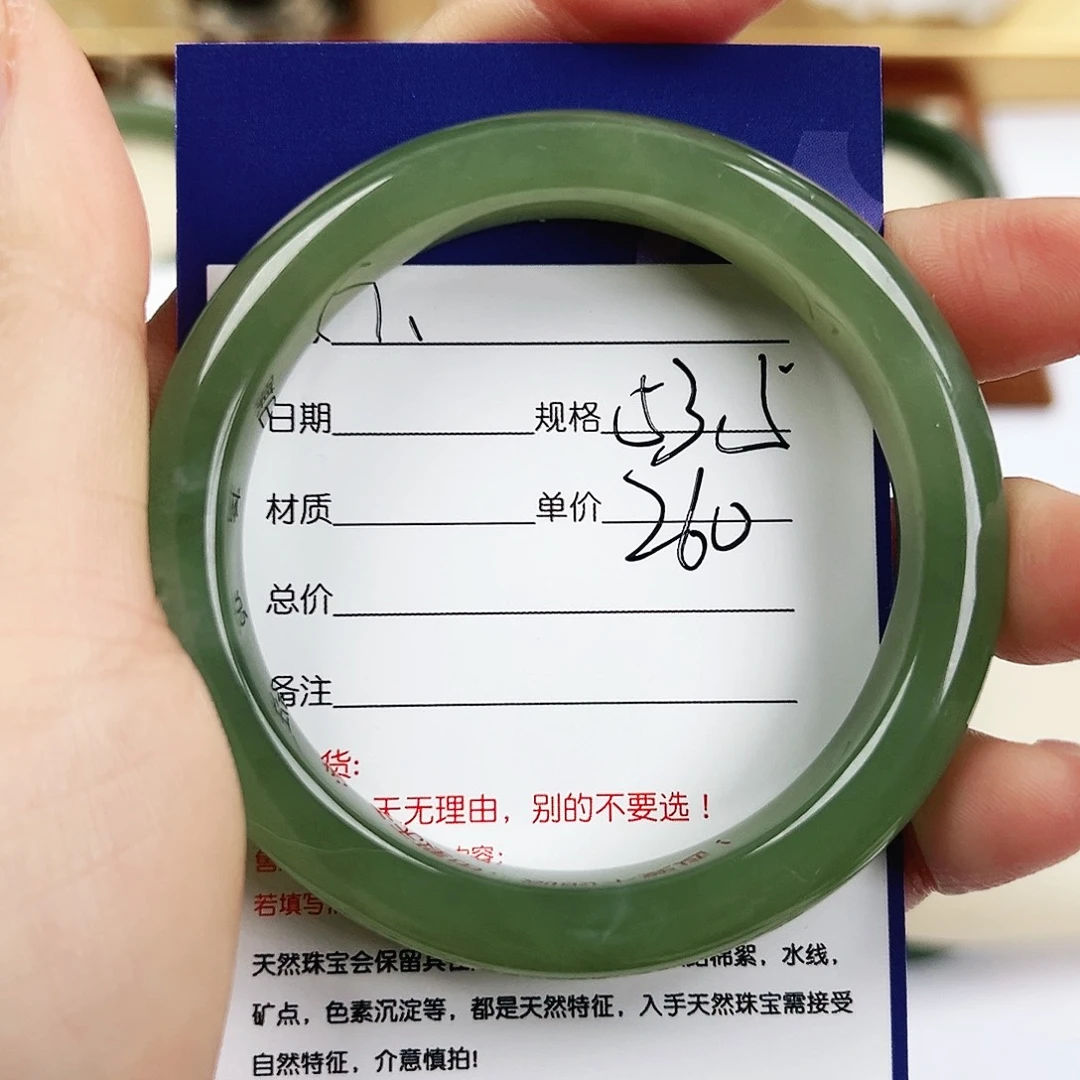 日期 规格
材质 单价 260
总价
备注
货:
天无理由，别的不要选！
内容:
若填写
天然珠宝会保留其 棉絮，水线，
矿点，色素沉淀等，都是天然特征，入手天然珠宝需接受
自然特征，介意慎拍!